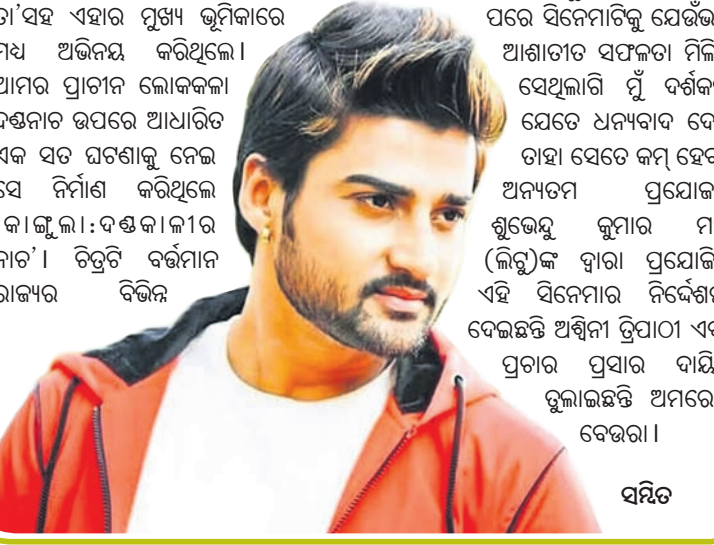 ତା'ସହ ଏହାର ମୁଖ୍ୟ ଭୂମିକାରେ
ମଧ୍ୟ ଅଭିନୟ କରିଥିଲେ।
ଆମର ପ୍ରାଚୀନ ଲୋକକଳା
ଦଣ୍ଡନାଚ ଉପରେ ଆଧାରିତ
ଏକ ସତ ଘଟଣାକୁ ନେଇ
ସେ ନିର୍ମାଣ କରିଥିଲେ
କାଙ୍ଗୁଲା:ଦଣ୍ଡକାଳୀର
ନାଚ'। ଚିତ୍ରଟି ବର୍ତ୍ତମାନ
ରାଜ୍ୟର ବିଭିନ୍ନ
ପରେ ସିନେମାଟିକୁ ଯେଉଁଭ
ଆଶାତୀତ ସଫଳତା ମିଳି
ସେଥିଲାଗି ମୁଁ ଦର୍ଶକ
ଯେତେ ଧନ୍ୟବାଦ ଦେ
ତାହା ସେତେ କମ୍ ହେବ
ଅନ୍ୟତମ ପ୍ରଯୋଜ
ଶୁଭେନ୍ଦୁ କୁମାର ମ
(ଲିଟୁ)ଙ୍କ ଦ୍ୱାରା ପ୍ରଯୋଜି
ଏହି ସିନେମାର ନିର୍ଦ୍ଦେଶନ
ଦେଇଛନ୍ତି ଅଶ୍ୱିନୀ ତ୍ରିପାଠୀ ଏବ
ପ୍ରଚାର ପ୍ରସାର ଦାୟି
ତୁଲାଇଛନ୍ତି ଅମରେ
ବେଉରା।
ସମ୍ବିତ